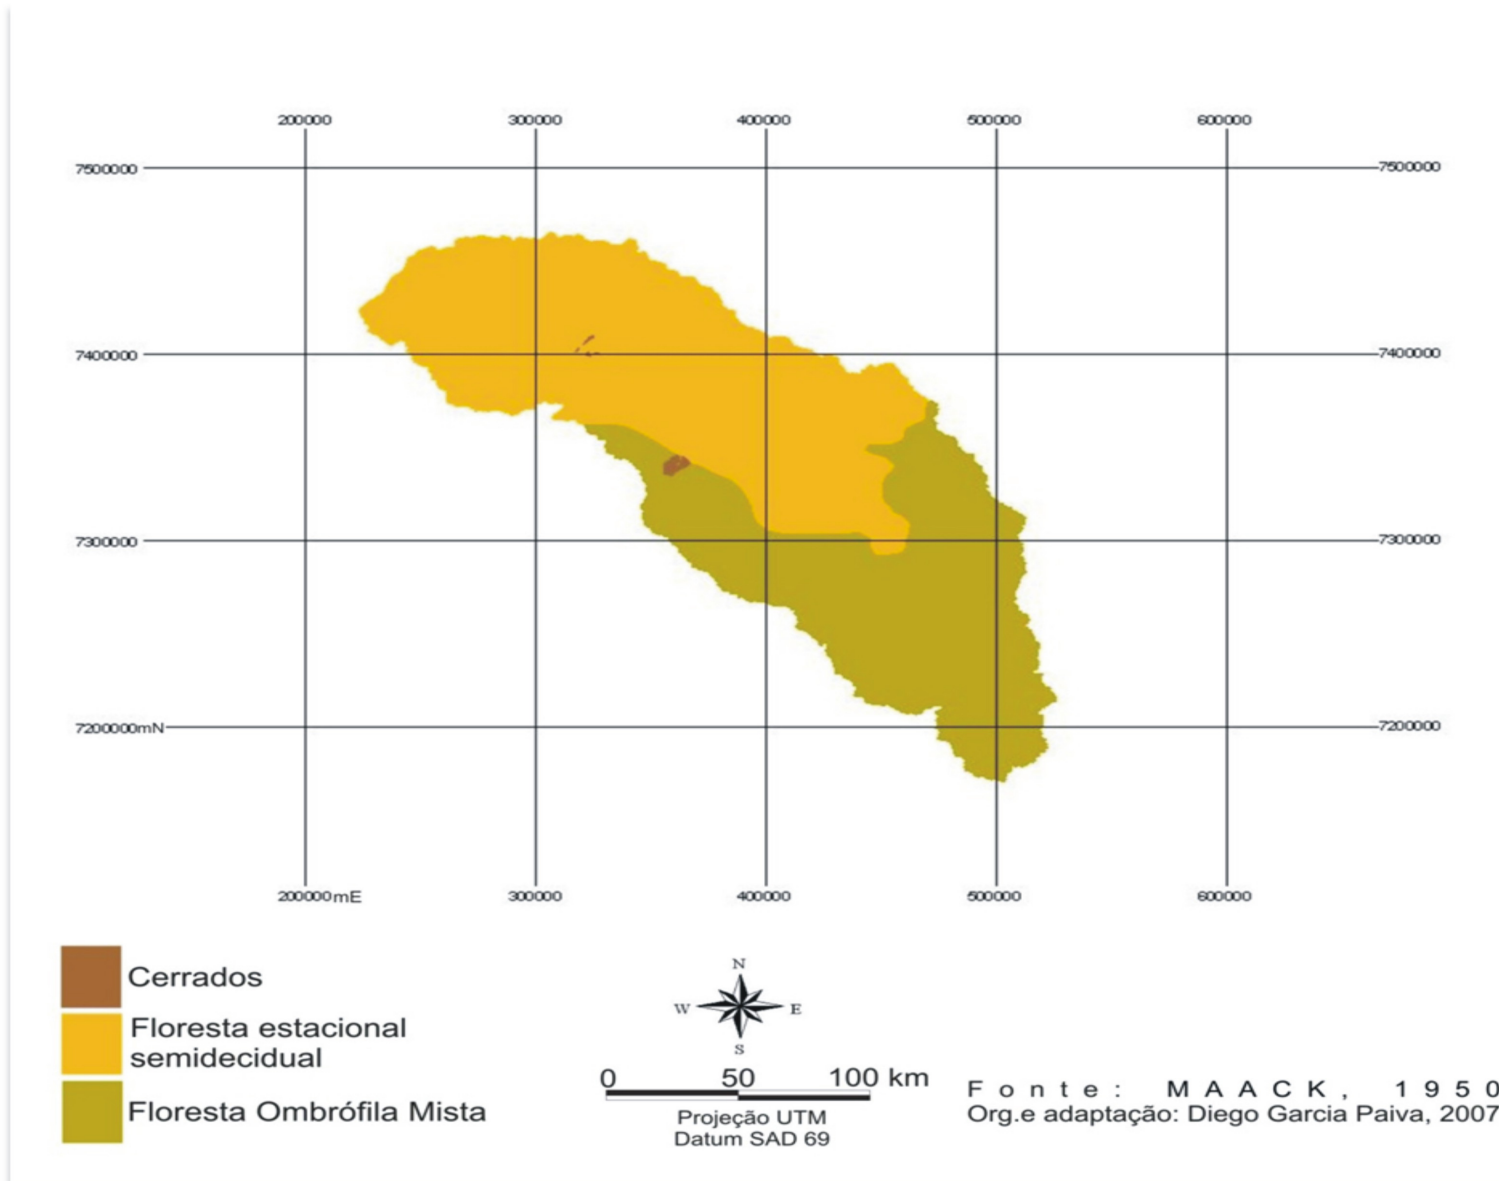 200000 300000 400000 500000 600000
7500000 7500000
7400000 7400000
7300000 7300000
7200000mN 7200000
200000mE 300000 400000 500000 600000
Cerrados
Floresta estacional
semidecidual
Floresta Ombrófila Mista
N
W E
S
0 50 100 km
Projeção UTM
Datum SAD 69
Fonte: MAACK, 1950
Org.e adaptação: Diego Garcia Paiva, 2007